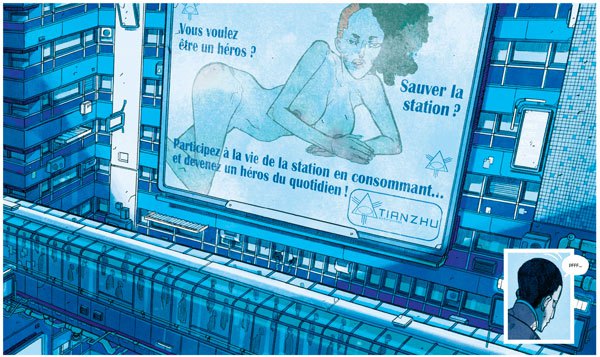 Vous voulez
être un héros ?
Sauver la
station ?
Participez à la vie de la station en consommant...
et devenez un héros du quotidien !
TIANZHU
PFFF...